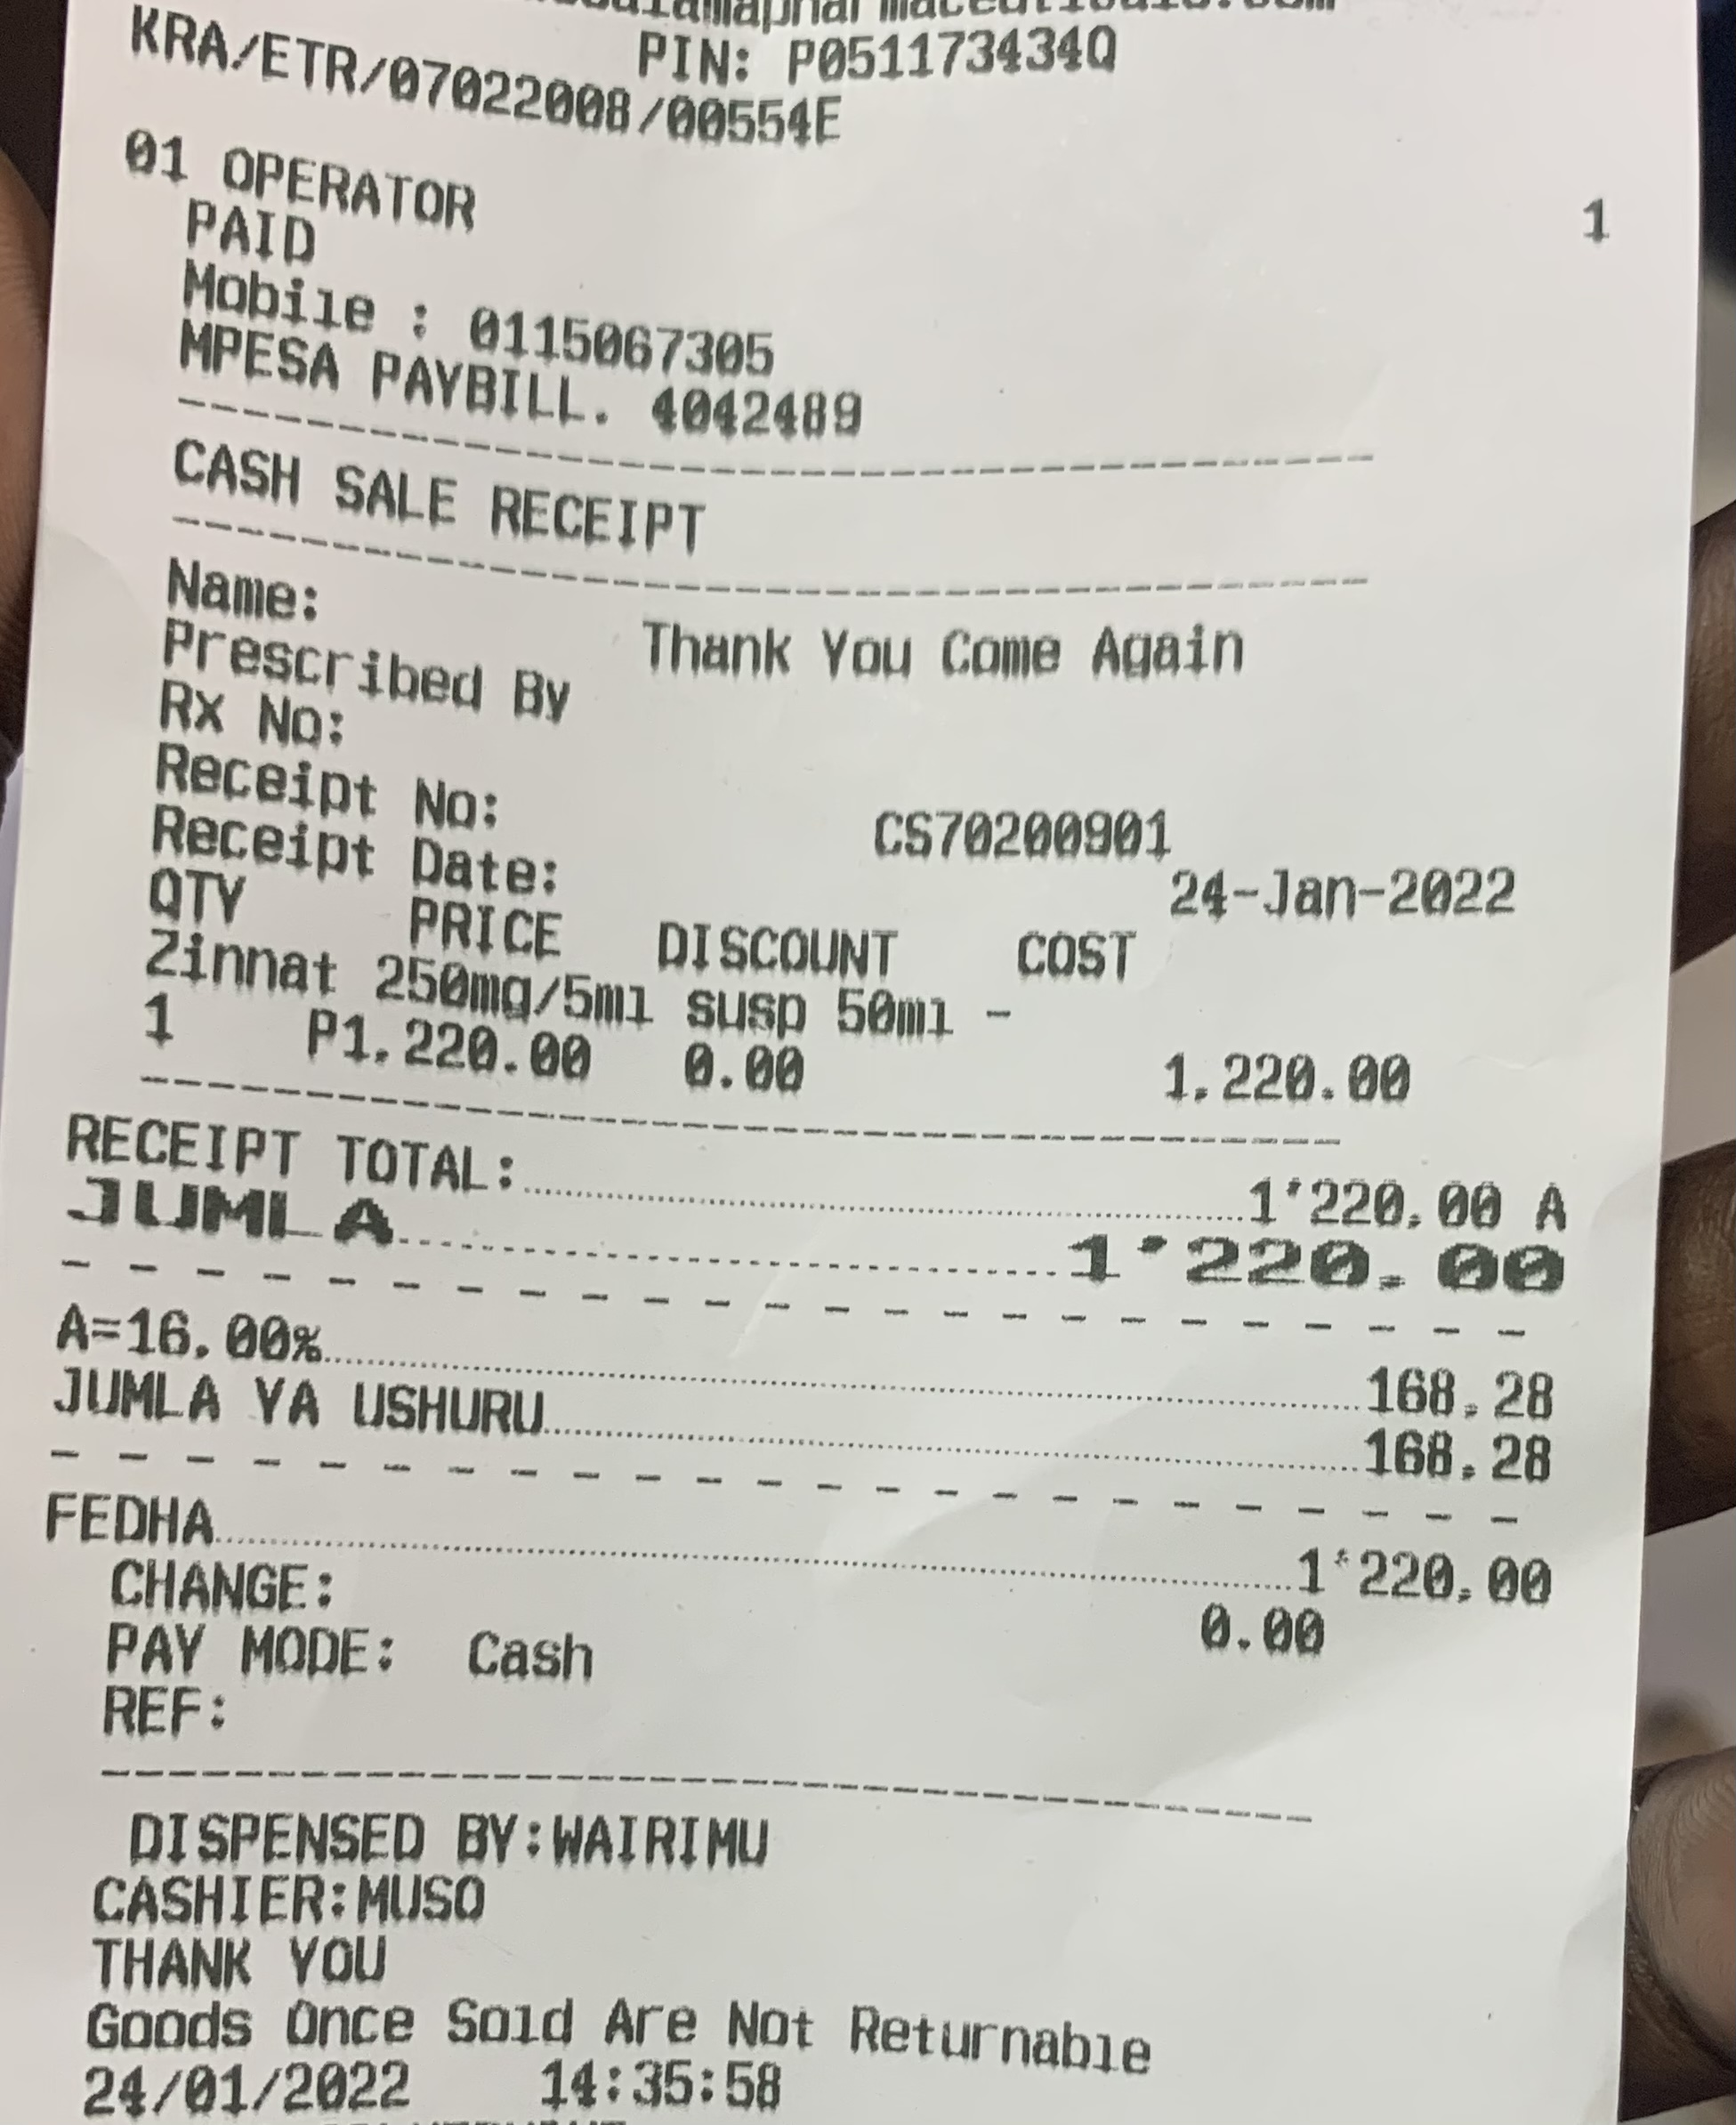 PIN: P051173434Q
KRA/ETR/07022008/00554E
01 OPERATOR 1
PAID
Mobile : 0115067305
MPESA PAYBILL. 4042489
CASH SALE RECEIPT
Name:
Thank You Come Again
Prescribed By
Rx No:
Receipt No: CS70200901
Receipt Date: 24-Jan-2022
QTY PRICE DISCOUNT COST
Zinnat 250mg/5ml susp 50ml -
1 P1,220.00 0.00 1,220.00
RECEIPT TOTAL: 1'220,00 A
JUMLA 1'220,00
A=16,00% 168,28
JUMLA YA USHURU 168,28
FEDHA 1'220,00
CHANGE: 0.00
PAY MODE: Cash
REF:
DISPENSED BY:WAIRIMU
CASHIER:MUSO
THANK YOU
Goods Once Sold Are Not Returnable
24/01/2022 14:35:58